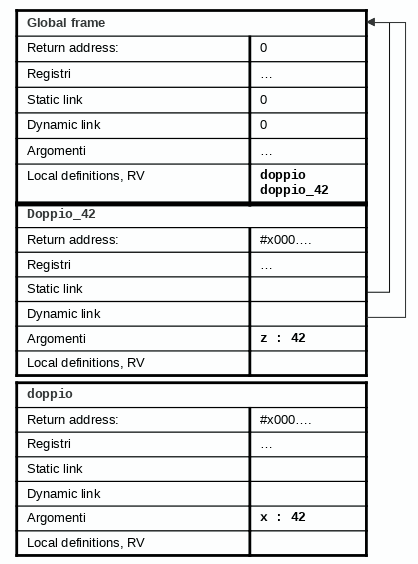 Global frame
Return address: 0
Registri ...
Static link 0
Dynamic link 0
Argomenti ...
Local definitions, RV doppio
doppio_42
Doppio_42
Return address: #x000....
Registri ...
Static link
Dynamic link
Argomenti z : 42
Local definitions, RV
doppio
Return address: #x000....
Registri ...
Static link
Dynamic link
Argomenti x : 42
Local definitions, RV